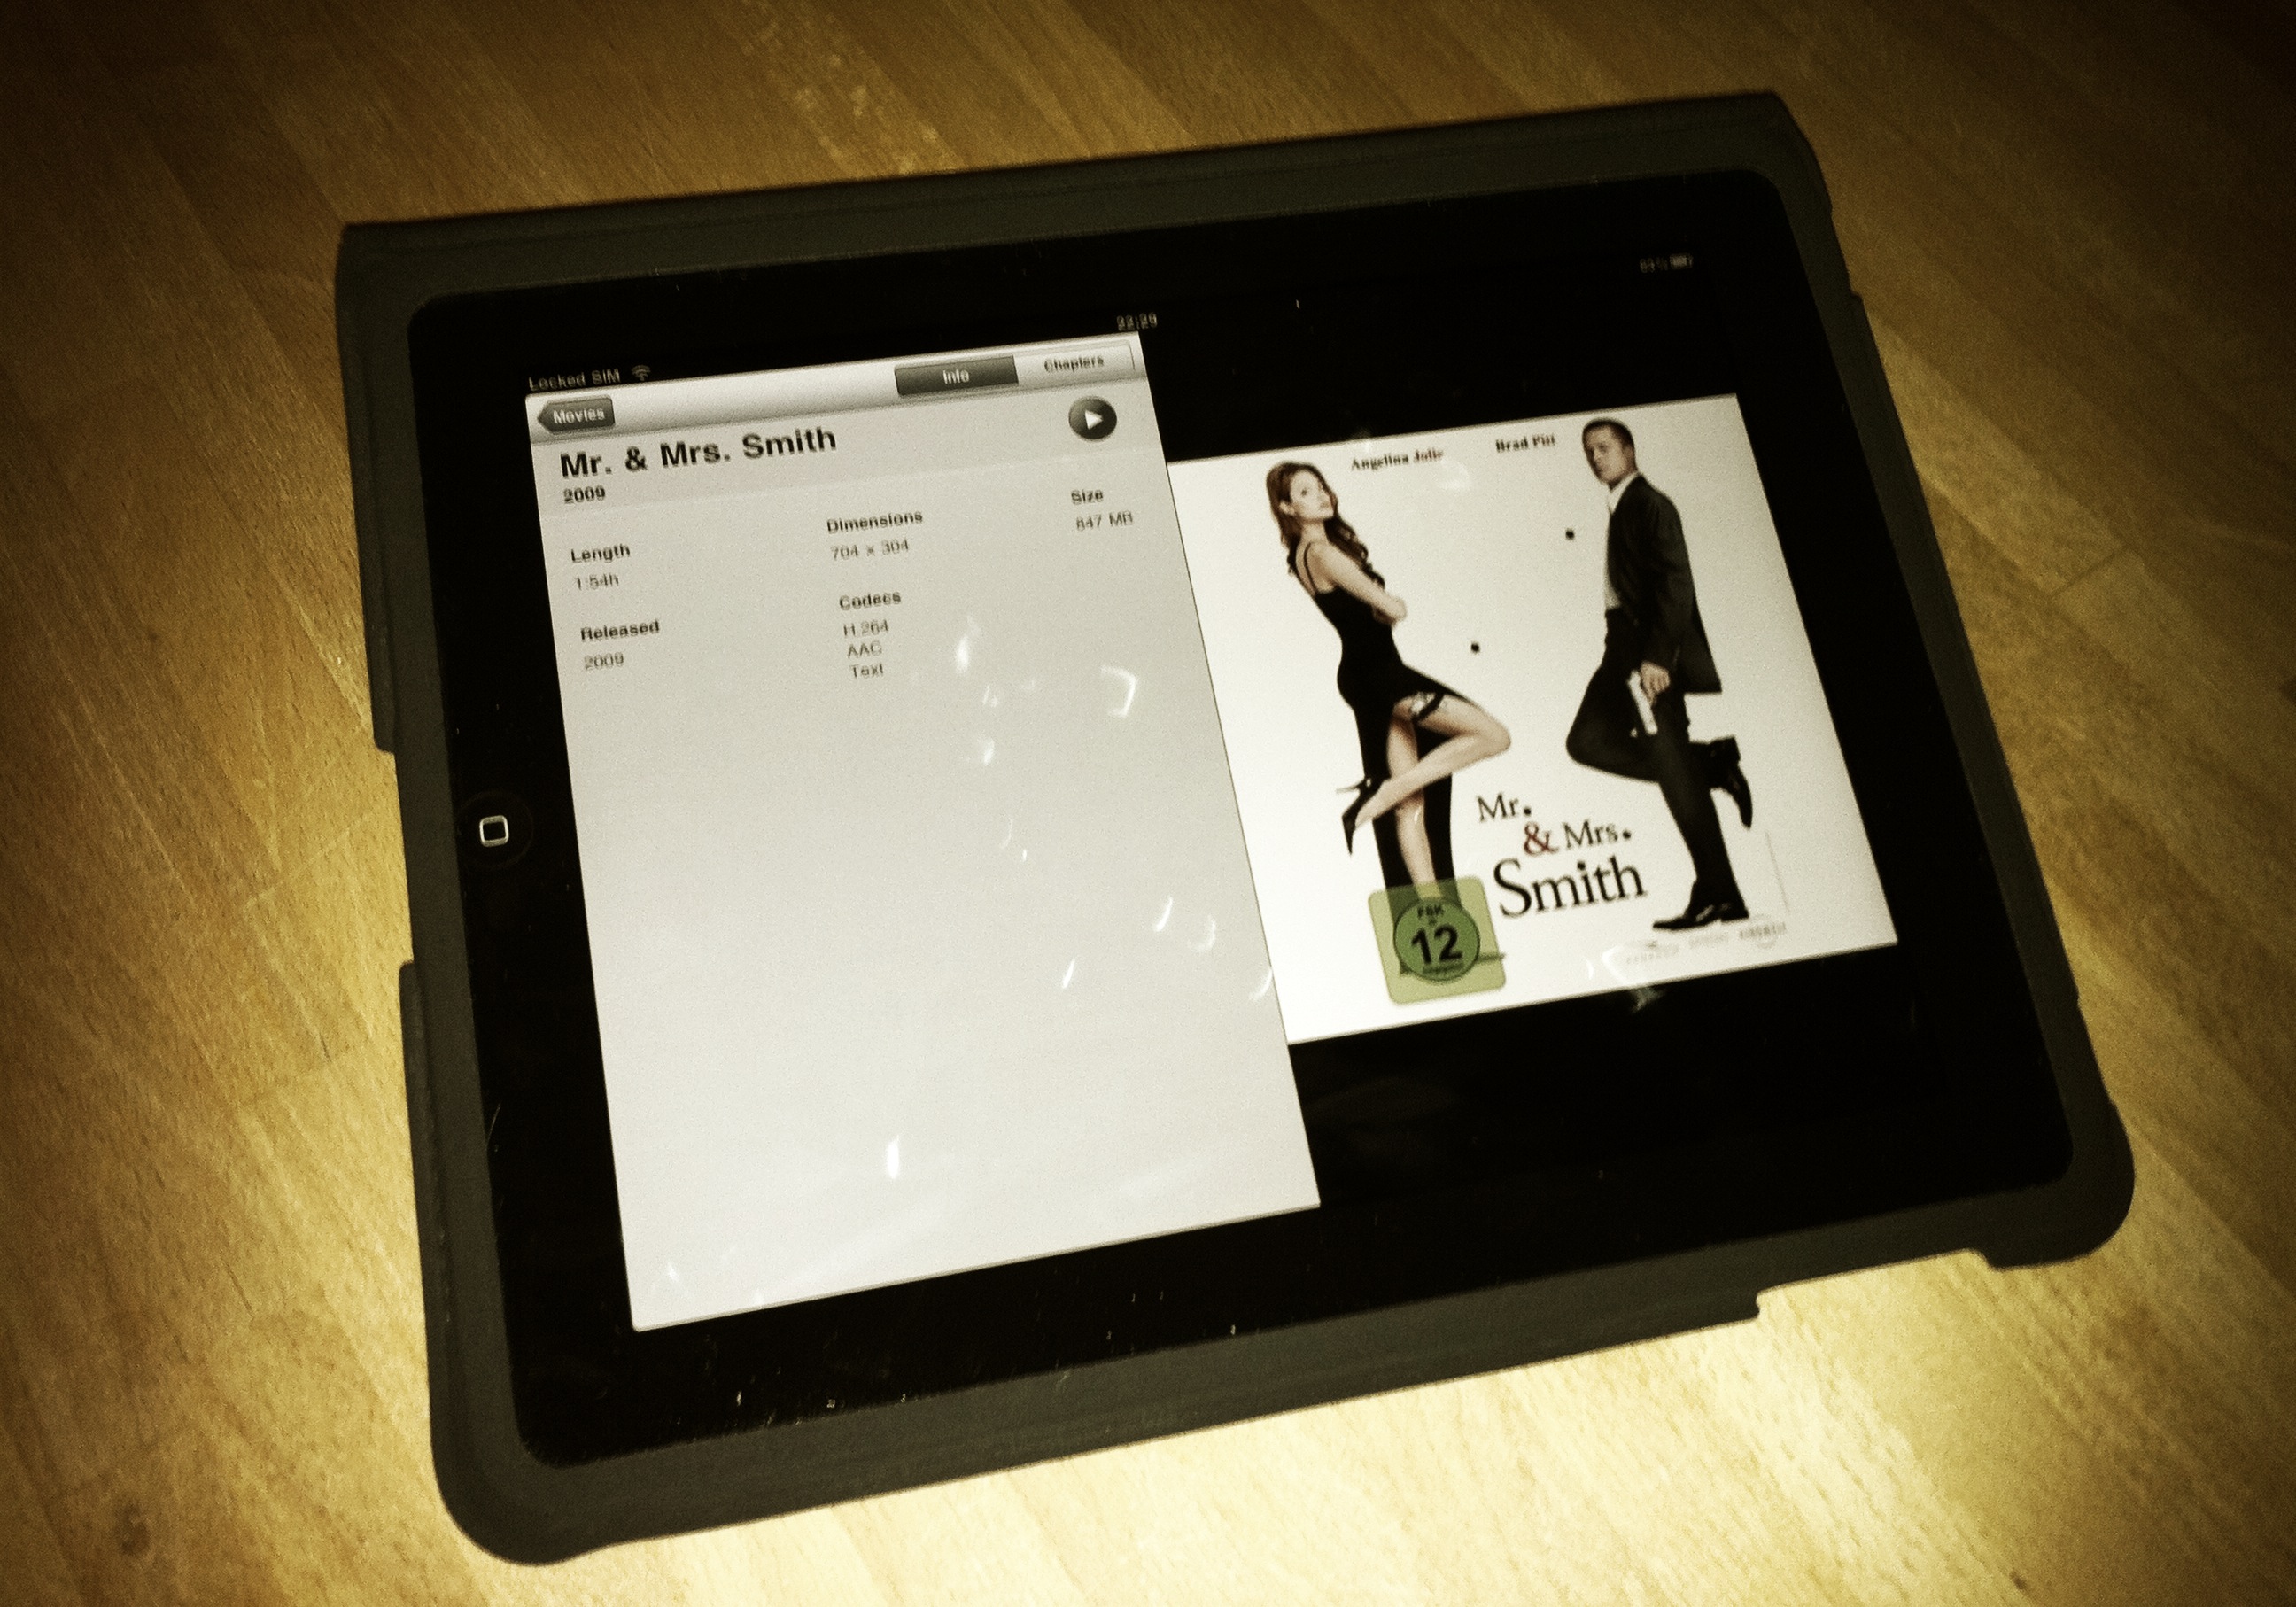 Locked SIM
22:29
Movies
Info
Chapters
Mr. & Mrs. Smith
2009
Length
1:54h
Dimensions
704 × 304
Size
847 MB
Released
2009
Codecs
H.264
AAC
Text
Angelina Jolie
Brad Pitt
Mr.
& Mrs.
Smith
FSK
12